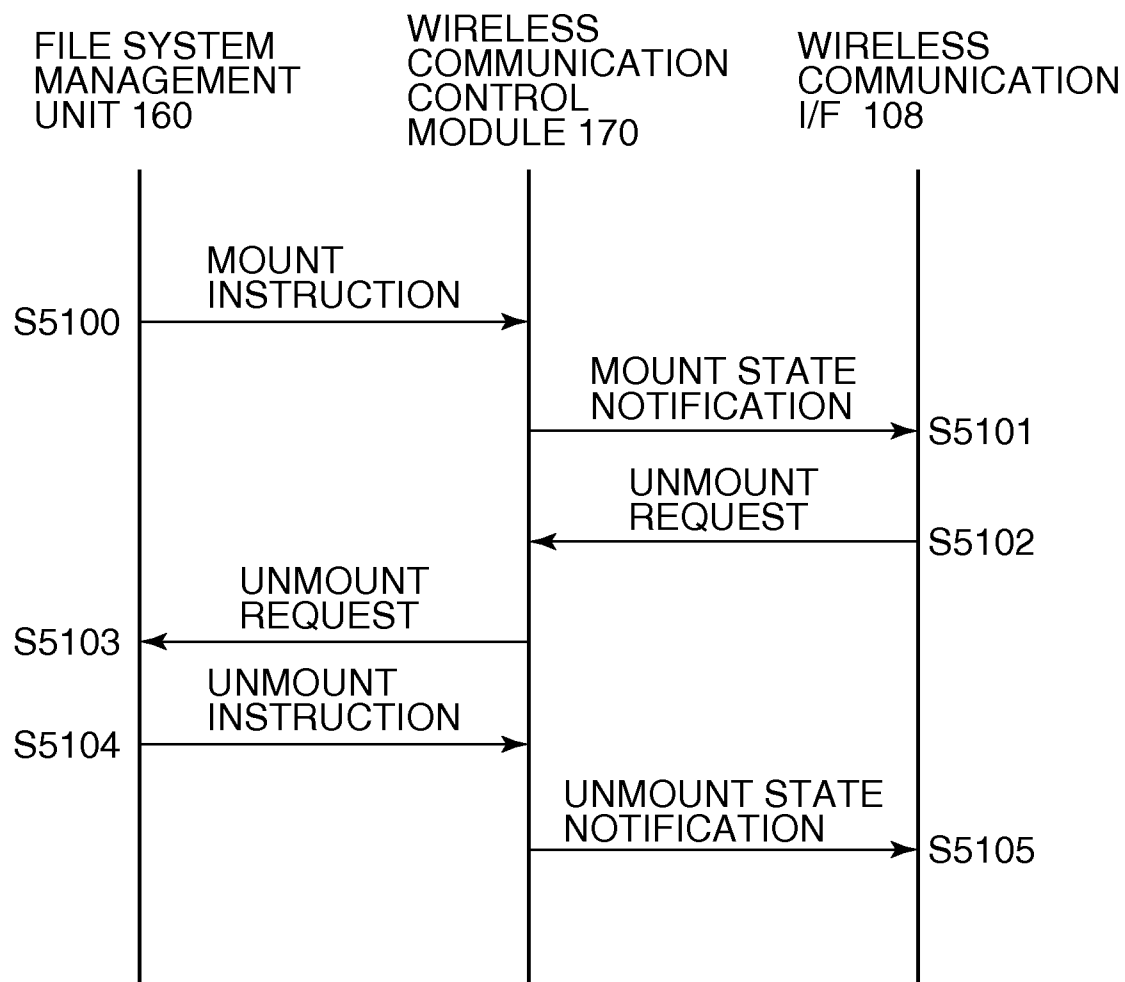 FILE SYSTEM
MANAGEMENT
UNIT 160
WIRELESS
COMMUNICATION
CONTROL
MODULE 170
WIRELESS
COMMUNICATION
I/F 108
MOUNT
INSTRUCTION
S5100
MOUNT STATE
NOTIFICATION
S5101
UNMOUNT
REQUEST
S5102
UNMOUNT
REQUEST
S5103
UNMOUNT
INSTRUCTION
S5104
UNMOUNT STATE
NOTIFICATION
S5105